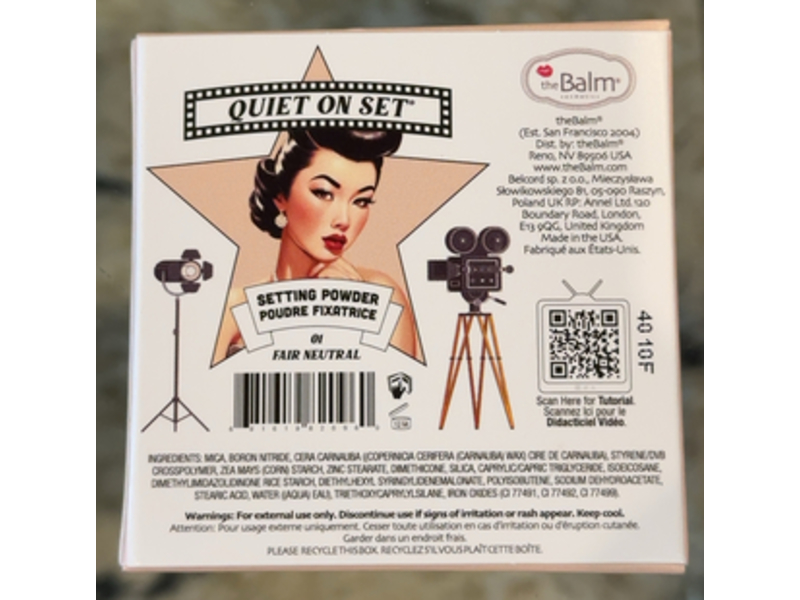 QUIET ON SET®
SETTING POWDER
POUDRE FIXATRICE
01
FAIR NEUTRAL
theBalm®
COSMETICS
theBalm®
(Est. San Francisco 2004)
Dist. by: theBalm®
Reno, NV 89506 USA
www.theBalm.com
Belcord sp. z o.o., Mieczysława
Słowikowskiego 81, 05-090 Raszyn,
Poland UK RP: Annel Ltd. 120
Boundary Road, London,
E13 9QG, United Kingdom
Made in the USA.
Fabriqué aux États-Unis.
4010F
Scan Here for Tutorial.
Scannez Ici pour le
Didacticiel Vidéo.
12 M
INGREDIENTS: MICA, BORON NITRIDE, CERA CARNAUBA ((COPERNICIA CERIFERA (CARNAUBA) WAX) CIRE DE CARNAUBA), STYRENE/DVB
CROSSPOLYMER, ZEA MAYS (CORN) STARCH, ZINC STEARATE, DIMETHICONE, SILICA, CAPRYLIC/CAPRIC TRIGLYCERIDE, ISOEICOSANE,
DIMETHYLIMIDAZOLIDINONE RICE STARCH, DIETHYLHEXYL SYRINGYLIDENEMALONATE, POLYISOBUTENE, SODIUM DEHYDROACETATE,
STEARIC ACID, WATER ((AQUA) EAU), TRIETHOXYCAPRYLYLSILANE, IRON OXIDES (CI 77491, CI 77492, CI 77499).
Warnings: For external use only. Discontinue use if signs of irritation or rash appear. Keep cool.
Attention: Pour usage externe uniquement. Cesser toute utilisation en cas d'irritation ou d'éruption cutanée.
Garder dans un endroit frais.
PLEASE RECYCLE THIS BOX. RECYCLEZ S'IL VOUS PLAÎT CETTE BOÎTE.